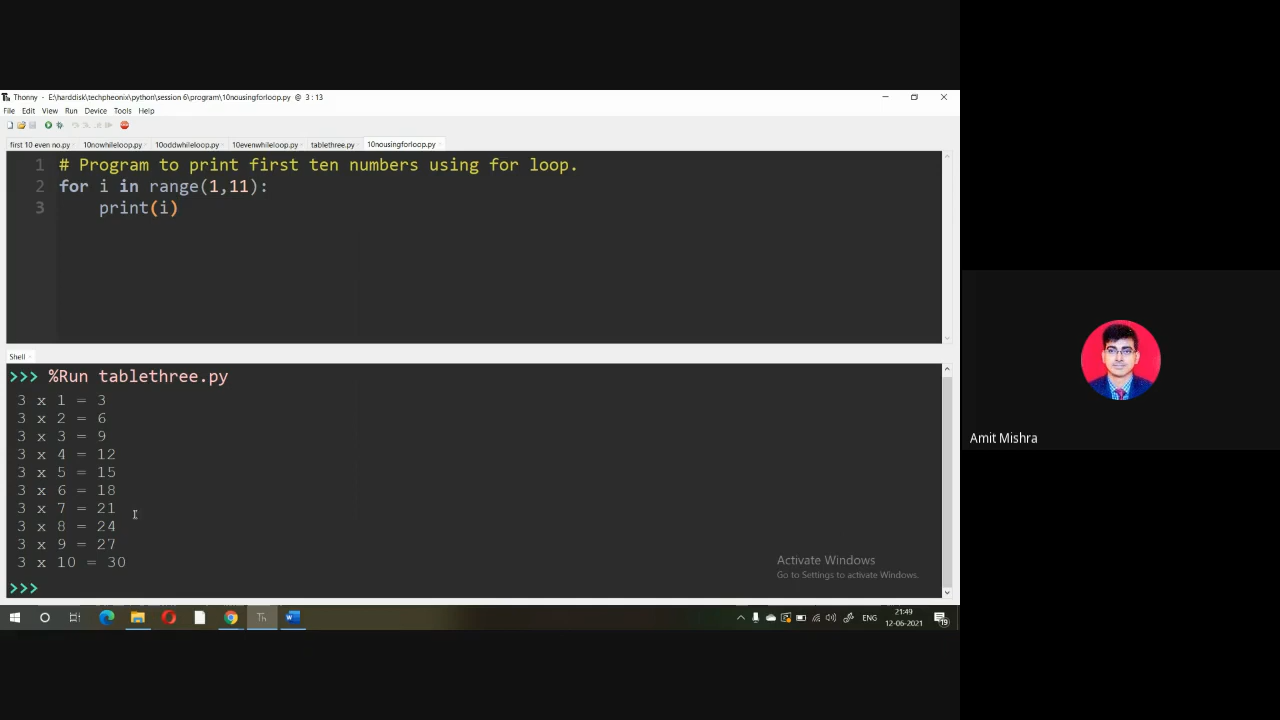 Thonny - E:\harddisk\techpheonix\python\session 6\program\10nousingforloop.py @ 3 : 13
File Edit View Run Device Tools Help
first 10 even no.py 10nowhileloop.py 10oddwhileloop.py 10evenwhileloop.py tablethree.py 10nousingforloop.py
1 # Program to print first ten numbers using for loop.
2 for i in range(1,11):
3 print(i)
Shell
>>> %Run tablethree.py
3 x 1 = 3
3 x 2 = 6
3 x 3 = 9
3 x 4 = 12
3 x 5 = 15
3 x 6 = 18
3 x 7 = 21
3 x 8 = 24
3 x 9 = 27
3 x 10 = 30
>>>
Activate Windows
Go to Settings to activate Windows.
Amit Mishra
Th
ENG
21:49
12-06-2021
19